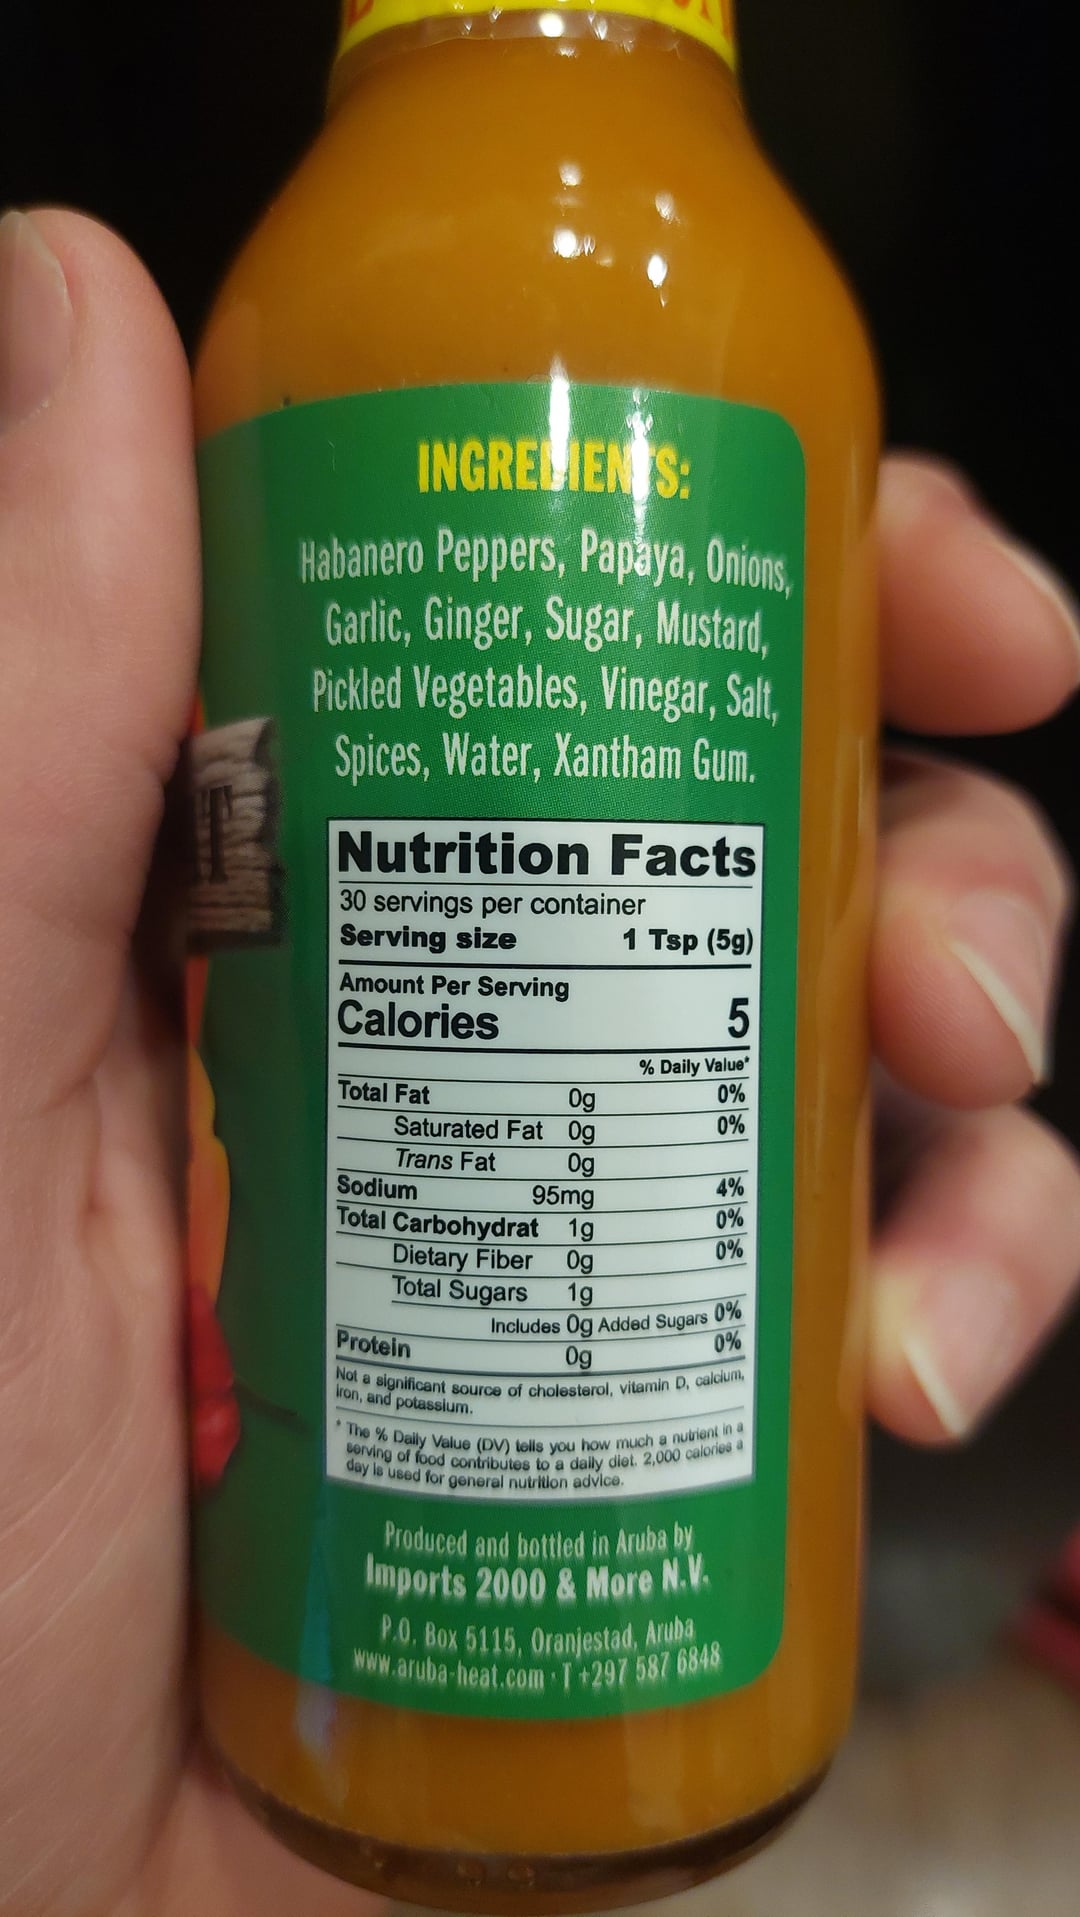 INGREDIENTS:
Habanero Peppers, Papaya, Onions,
Garlic, Ginger, Sugar, Mustard,
Pickled Vegetables, Vinegar, Salt,
Spices, Water, Xantham Gum.
Nutrition Facts
30 servings per container
Serving size 1 Tsp (5g)
Amount Per Serving
Calories 5
% Daily Value*
Total Fat 0g 0%
Saturated Fat 0g 0%
Trans Fat 0g
Sodium 95mg 4%
Total Carbohydrat 1g 0%
Dietary Fiber 0g 0%
Total Sugars 1g
Includes 0g Added Sugars 0%
Protein 0g 0%
Not a significant source of cholesterol, vitamin D, calcium,
iron, and potassium.
* The % Daily Value (DV) tells you how much a nutrient in a
serving of food contributes to a daily diet. 2,000 calories a
day is used for general nutrition advice.
Produced and bottled in Aruba by
Imports 2000 & More N.V.
P.O. Box 5115, Oranjestad, Aruba
www.aruba-heat.com · T +297 587 6848